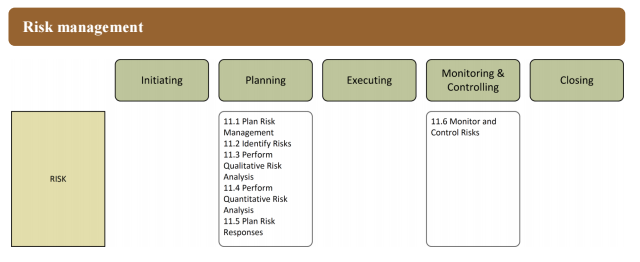 Risk management
Initiating
Planning
Executing
Monitoring &
Controlling
Closing
RISK
11.1 Plan Risk
Management
11.2 Identify Risks
11.3 Perform
Qualitative Risk
Analysis
11.4 Perform
Quantitative Risk
Analysis
11.5 Plan Risk
Responses
11.6 Monitor and
Control Risks